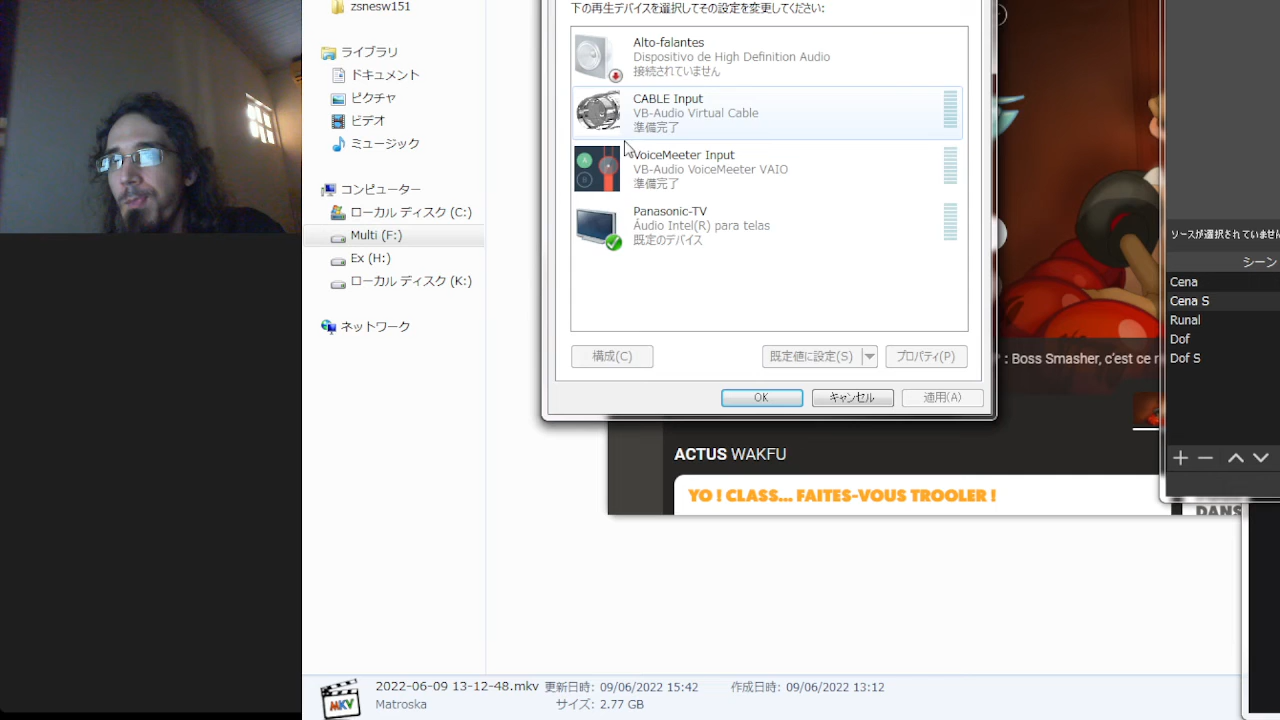 zsnesw151
ライブラリ
ドキュメント
ピクチャ
ビデオ
ミュージック
コンピューター
ローカル ディスク (C:)
Multi (F:)
Ex (H:)
ローカル ディスク (K:)
ネットワーク
下の再生デバイスを選択してその設定を変更してください:
Alto-falantes
Dispositivo de High Definition Audio
接続されていません
CABLE Input
VB-Audio Virtual Cable
準備完了
VoiceMeeter Input
VB-Audio VoiceMeeter VAIO
準備完了
Panasonic-TV
Áudio Intel(R) para telas
既定のデバイス
構成(C)
既定値に設定(S)
プロパティ(P)
OK
キャンセル
適用(A)
: Boss Smasher, c'est ce
ACTUS WAKFU
YO ! CLASS... FAITES-VOUS TROOLER !
DANS
ソースが選択されていません
シーン
Cena
Cena S
Runal
Dof
Dof S
2022-06-09 13-12-48.mkv 更新日時: 09/06/2022 15:42 作成日時: 09/06/2022 13:12
Matroska サイズ: 2.77 GB
MKV